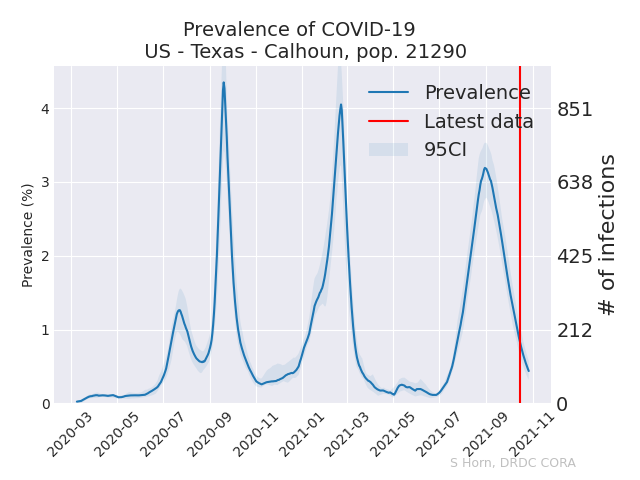 Prevalence of COVID-19
US - Texas - Calhoun, pop. 21290
Prevalence
Latest data
95CI
Prevalence (%)
4
3
2
1
0
851
638
425
212
0
# of infections
2020-03
2020-05
2020-07
2020-09
2020-11
2021-01
2021-03
2021-05
2021-07
2021-09
2021-11
S Horn, DRDC CORA